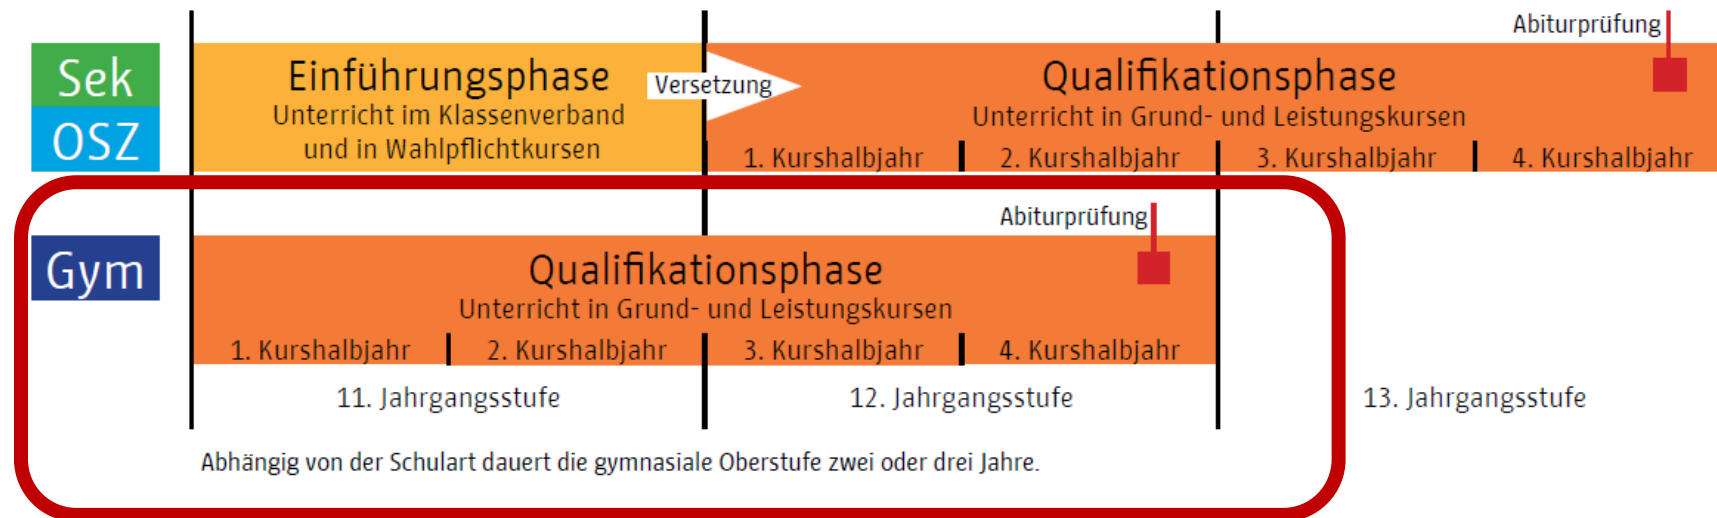 Abiturprüfung
Sek
OSZ
Einführungsphase
Unterricht im Klassenverband
und in Wahlpflichtkursen
Versetzung
Qualifikationsphase
Unterricht in Grund- und Leistungskursen
1. Kurshalbjahr 2. Kurshalbjahr 3. Kurshalbjahr 4. Kurshalbjahr
Abiturprüfung
Gym
Qualifikationsphase
Unterricht in Grund- und Leistungskursen
1. Kurshalbjahr 2. Kurshalbjahr 3. Kurshalbjahr 4. Kurshalbjahr
11. Jahrgangsstufe 12. Jahrgangsstufe 13. Jahrgangsstufe
Abhängig von der Schulart dauert die gymnasiale Oberstufe zwei oder drei Jahre.